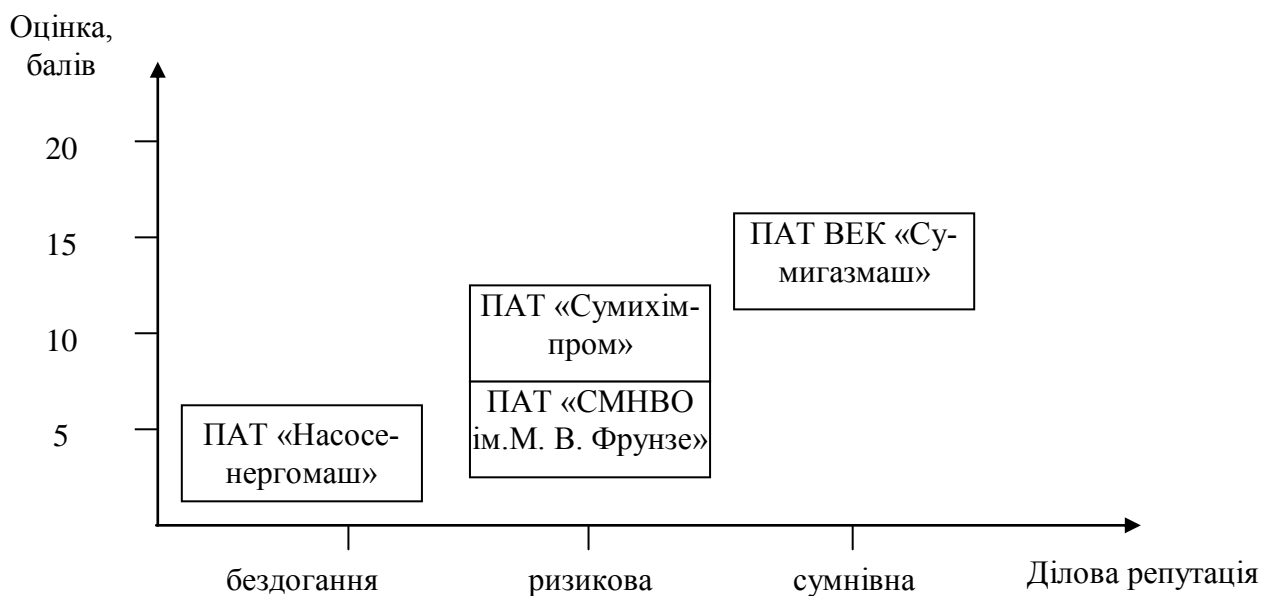 Оцінка,
балів
20
15
10
5
ПАТ ВЕК «Су-
мигазмаш»
ПАТ «Сумихім-
пром»
ПАТ «СМНВО
ім.М. В. Фрунзе»
ПАТ «Насосе-
нергомаш»
бездогання
ризикова
сумнівна
Ділова репутація